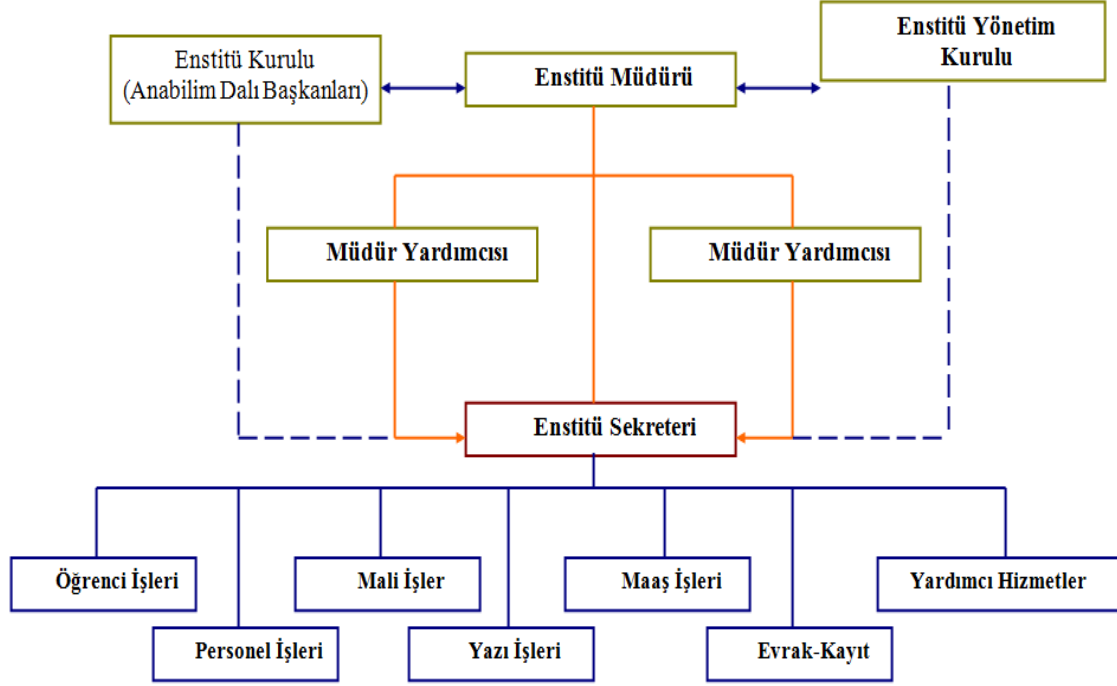 Enstitü Kurulu
(Anabilim Dalı Başkanları)
Enstitü Müdürü
Enstitü Yönetim
Kurulu
Müdür Yardımcısı
Müdür Yardımcısı
Enstitü Sekreteri
Öğrenci İşleri
Mali İşler
Maaş İşleri
Yardımcı Hizmetler
Personel İşleri
Yazı İşleri
Evrak-Kayıt